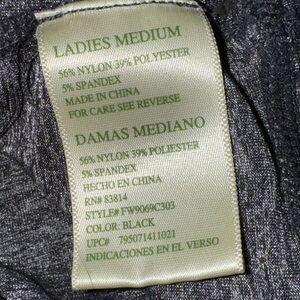 LADIES MEDIUM
56% NYLON 39% POLYESTER
5% SPANDEX
MADE IN CHINA
FOR CARE SEE REVERSE
DAMAS MEDIANO
56% NYLON 39% POLYESTER
5% SPANDEX
HECHO EN CHINA
RN# 83814
STYLE# FW9069C303
COLOR: BLACK
UPC# 795071411021
INDICACIONES EN EL VERSO